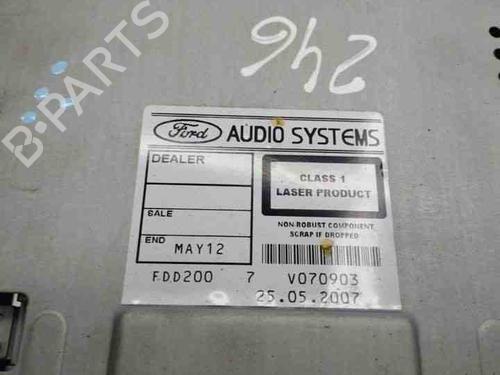 246
Ford AUDIO SYSTEMS
DEALER
CLASS 1
LASER PRODUCT
SALE
NON-ROBUST COMPONENT
SCRAP IF DROPPED
END MAY12
FDD200 7 V070903
25.05.2007
B-PARTS